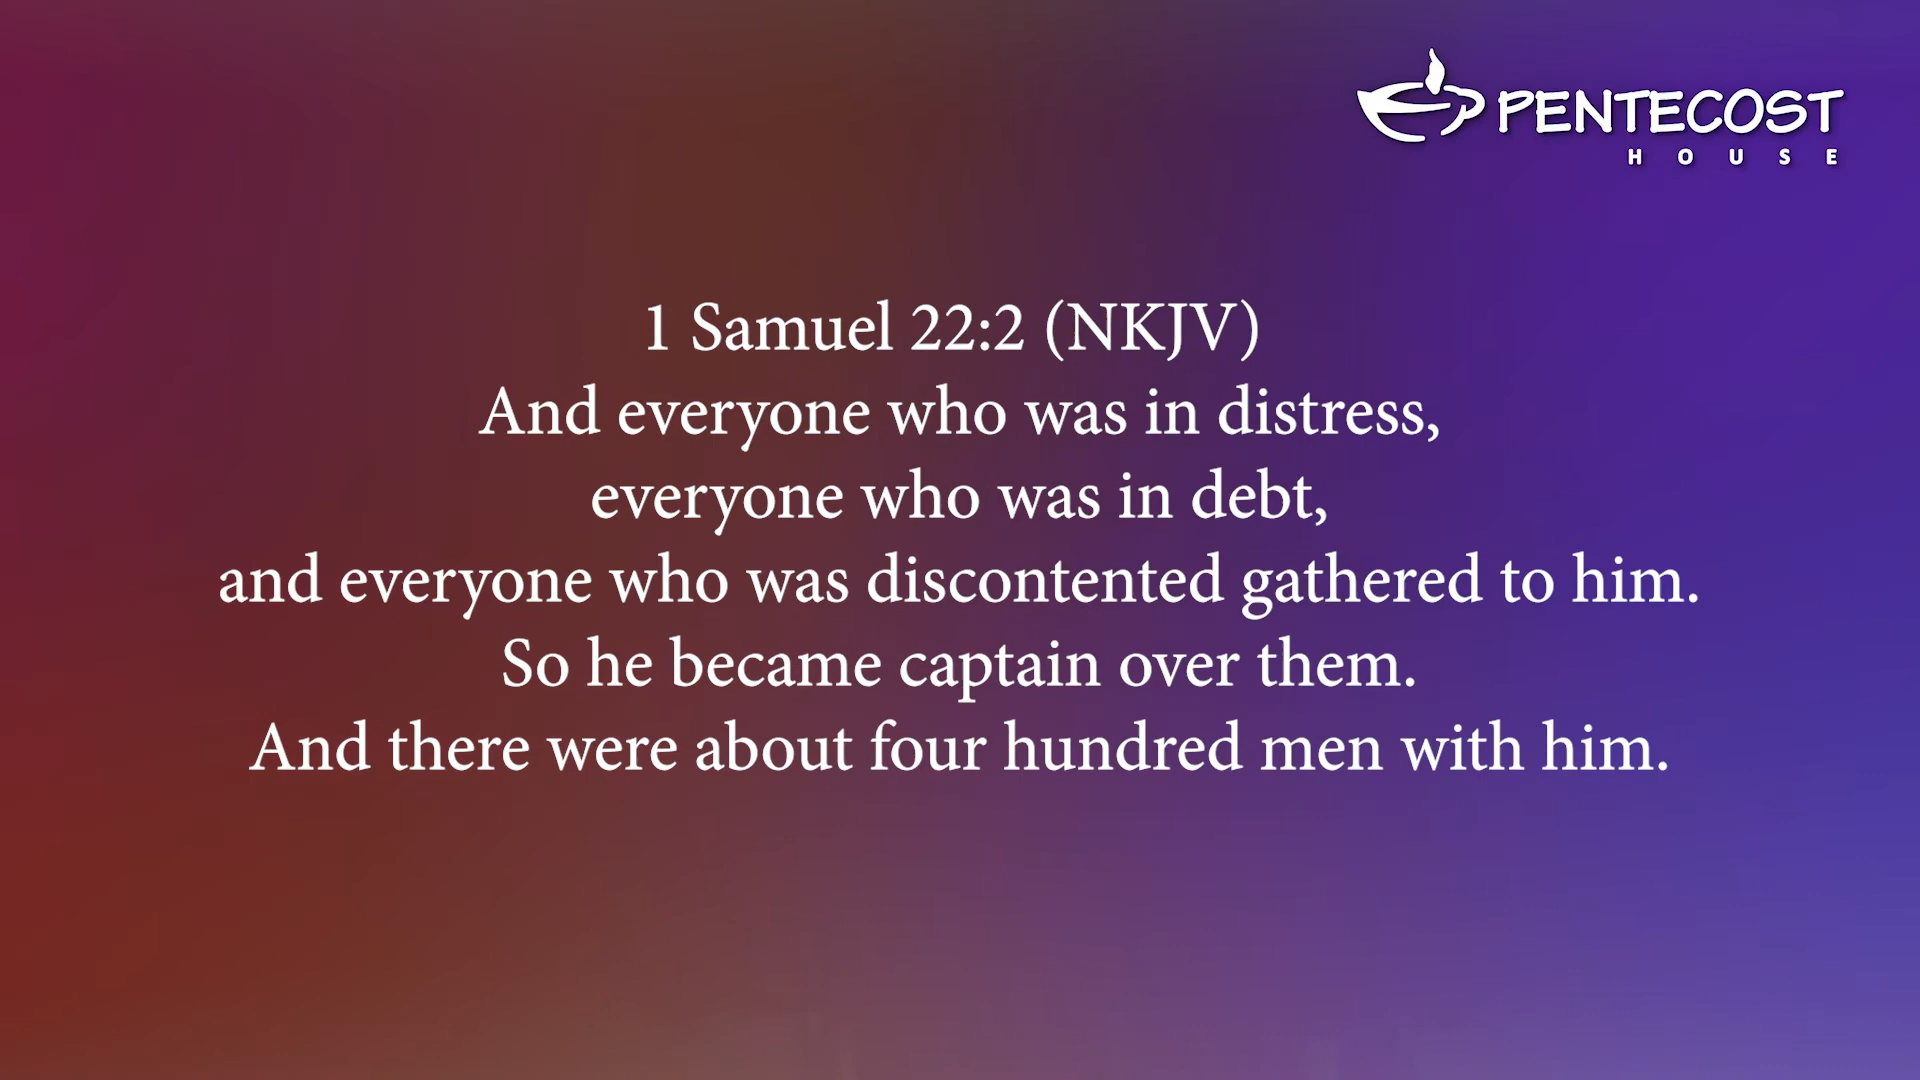 PENTECOST
HOUSE
1 Samuel 22:2 (NKJV)
And everyone who was in distress,
everyone who was in debt,
and everyone who was discontented gathered to him.
So he became captain over them.
And there were about four hundred men with him.